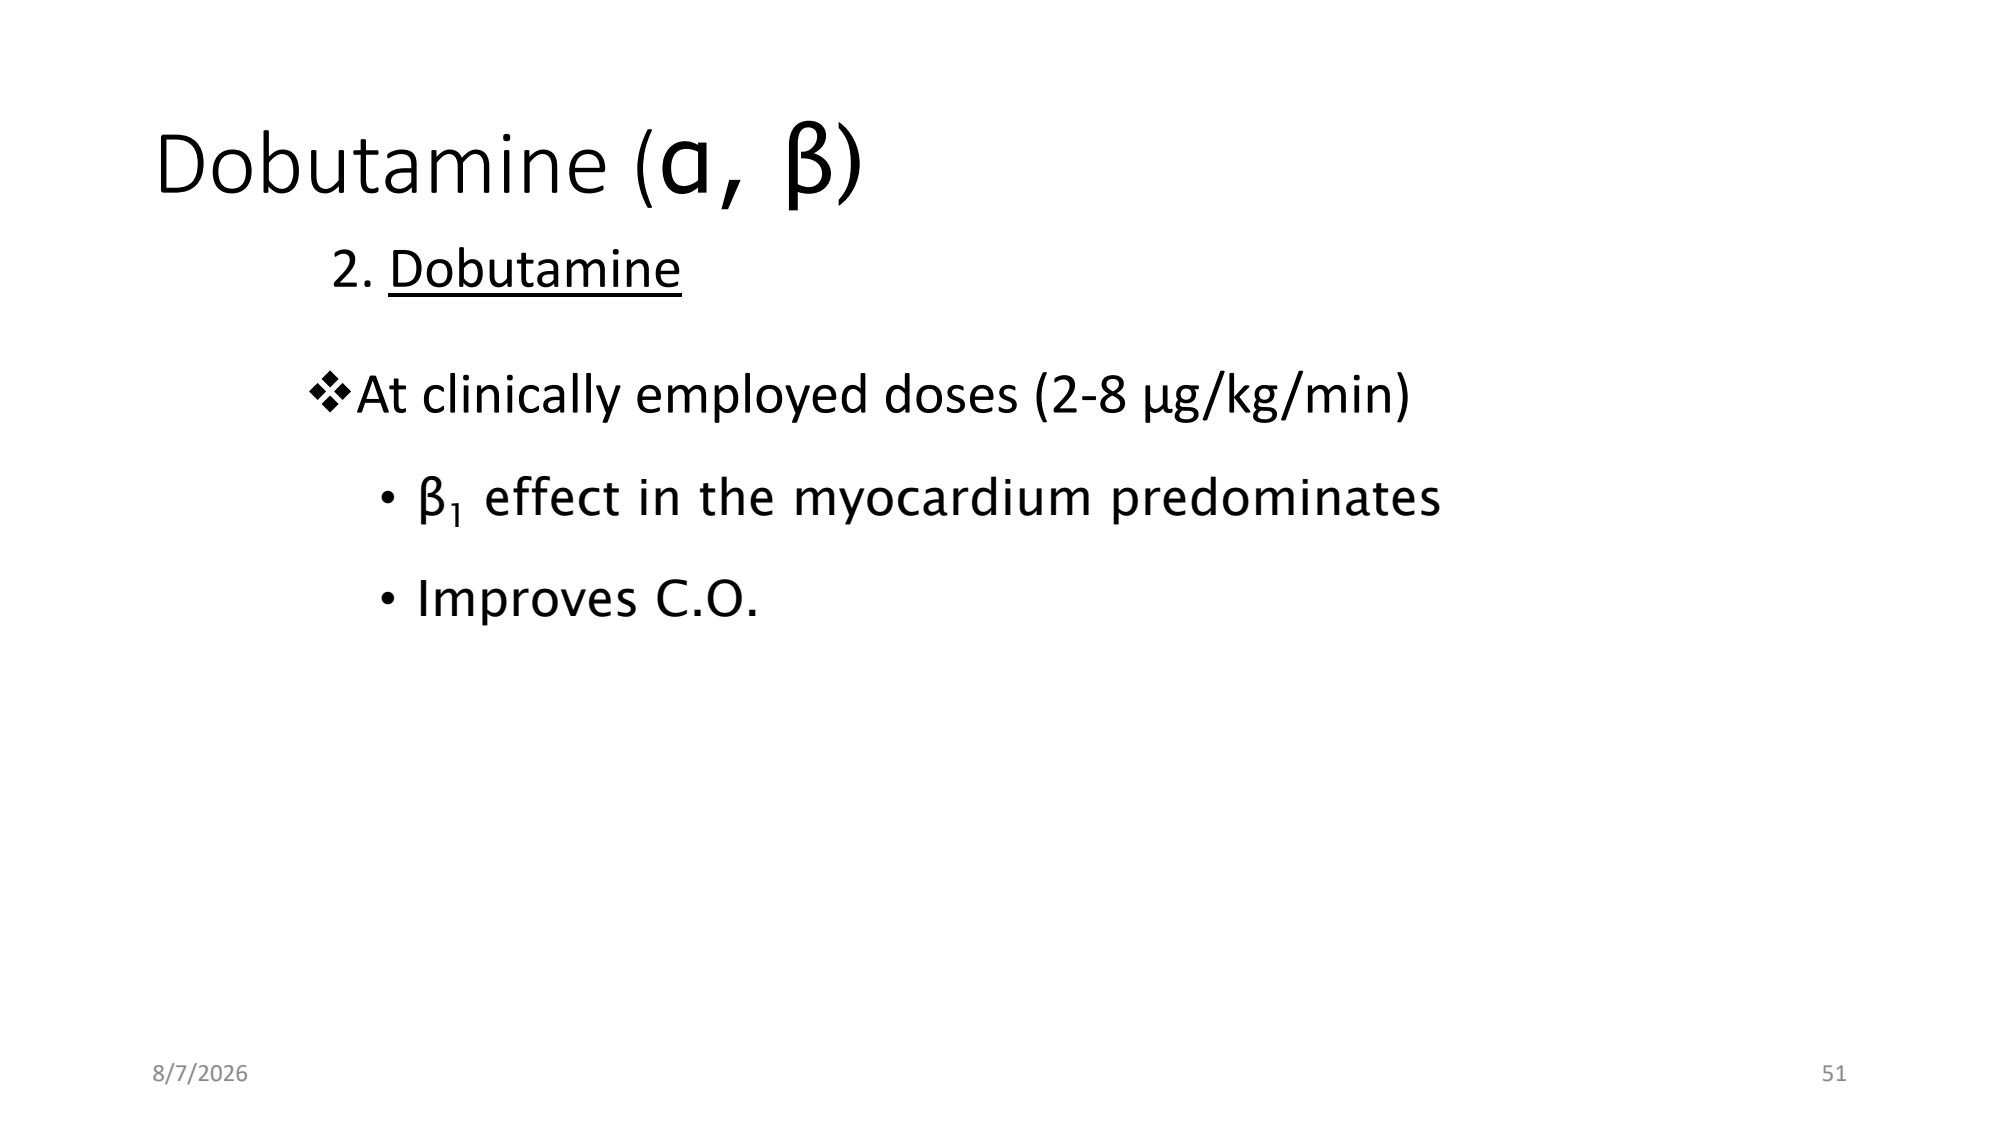 Dobutamine (ɑ, β)
2. Dobutamine
❖At clinically employed doses (2-8 μg/kg/min)
• β₁ effect in the myocardium predominates
• Improves C.O.
8/7/2026
51